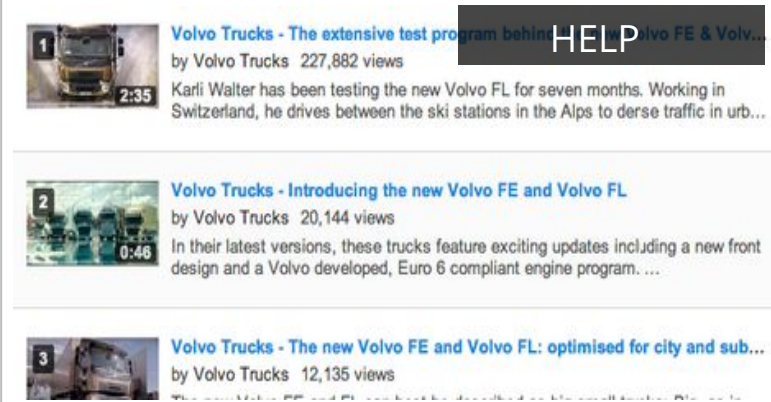 1
2:35
Volvo Trucks - The extensive test program behind the new Volvo FE & Volv...
HELP
by Volvo Trucks 227,882 views
Karli Walter has been testing the new Volvo FL for seven months. Working in
Switzerland, he drives between the ski stations in the Alps to derse traffic in urb...
2
0:46
Volvo Trucks - Introducing the new Volvo FE and Volvo FL
by Volvo Trucks 20,144 views
In their latest versions, these trucks feature exciting updates including a new front
design and a Volvo developed, Euro 6 compliant engine program. ...
3
Volvo Trucks - The new Volvo FE and Volvo FL: optimised for city and sub...
by Volvo Trucks 12,135 views